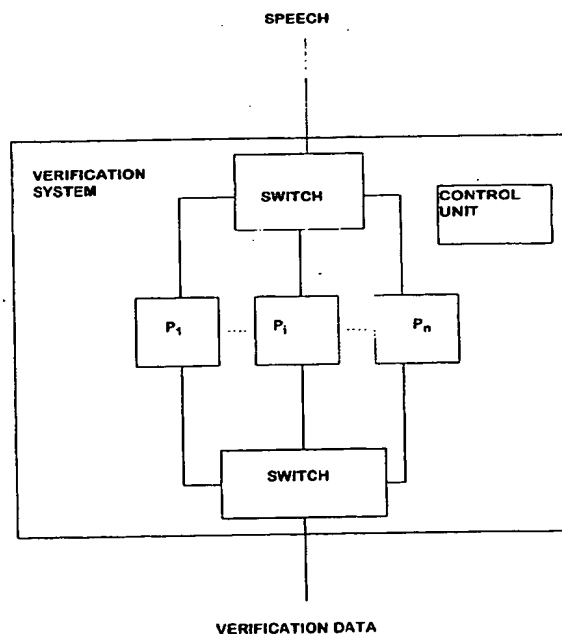 SPEECH
VERIFICATION
SYSTEM
SWITCH
CONTROL
UNIT
P1
Pi
Pn
SWITCH
VERIFICATION DATA